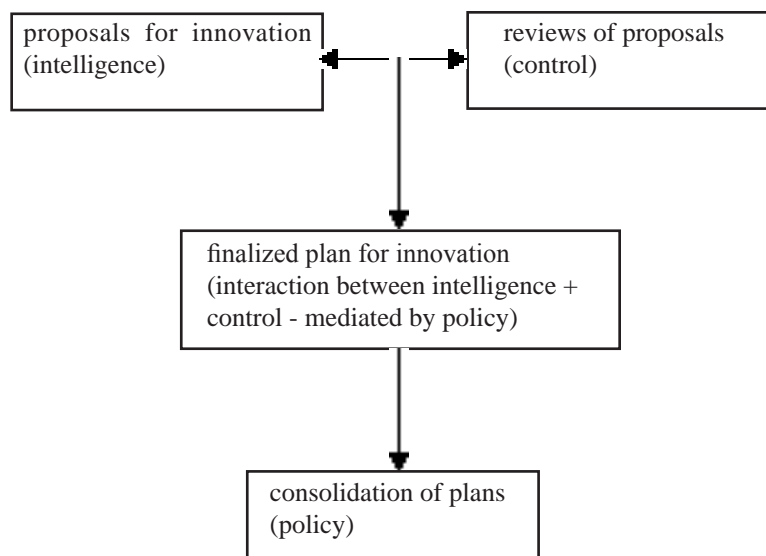 proposals for innovation
(intelligence)
reviews of proposals
(control)
finalized plan for innovation
(interaction between intelligence +
control - mediated by policy)
consolidation of plans
(policy)